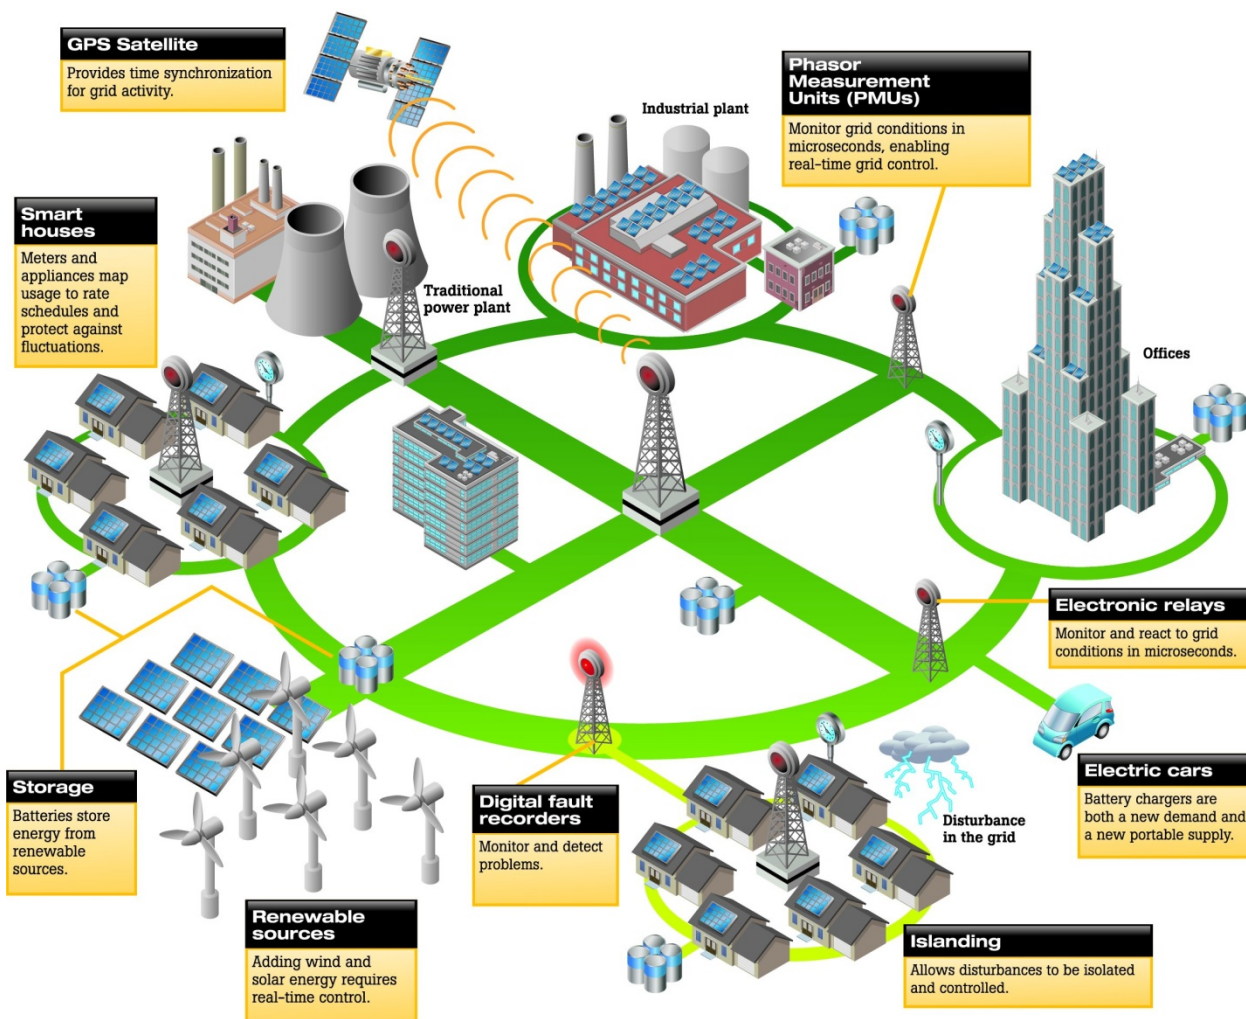 GPS Satellite
Provides time synchronization
for grid activity.
Industrial plant
Phasor
Measurement
Units (PMUs)
Monitor grid conditions in
microseconds, enabling
real-time grid control.
Smart
houses
Meters and
appliances map
usage to rate
schedules and
protect against
fluctuations.
Traditional
power plant
Offices
Electronic relays
Monitor and react to grid
conditions in microseconds.
Storage
Batteries store
energy from
renewable
sources.
Digital fault
recorders
Monitor and detect
problems.
Disturbance
in the grid
Electric cars
Battery chargers are
both a new demand and
a new portable supply.
Renewable
sources
Adding wind and
solar energy requires
real-time control.
Islanding
Allows disturbances to be isolated
and controlled.